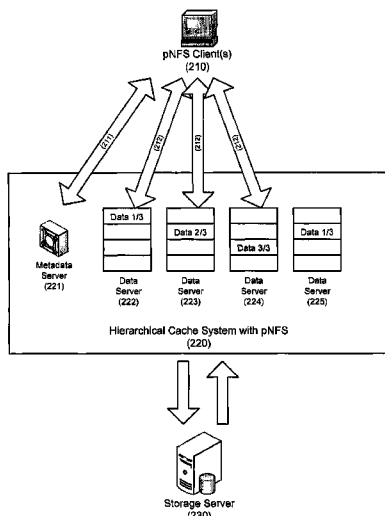 pNFS Client(s)
(210)
(211)
(212)
(212)
(212)
Data 1/3
Data 2/3
Data 3/3
Data 1/3
Metadata
Server
(221)
Data
Server
(222)
Data
Server
(223)
Data
Server
(224)
Data
Server
(225)
Hierarchical Cache System with pNFS
(220)
Storage Server
(230)